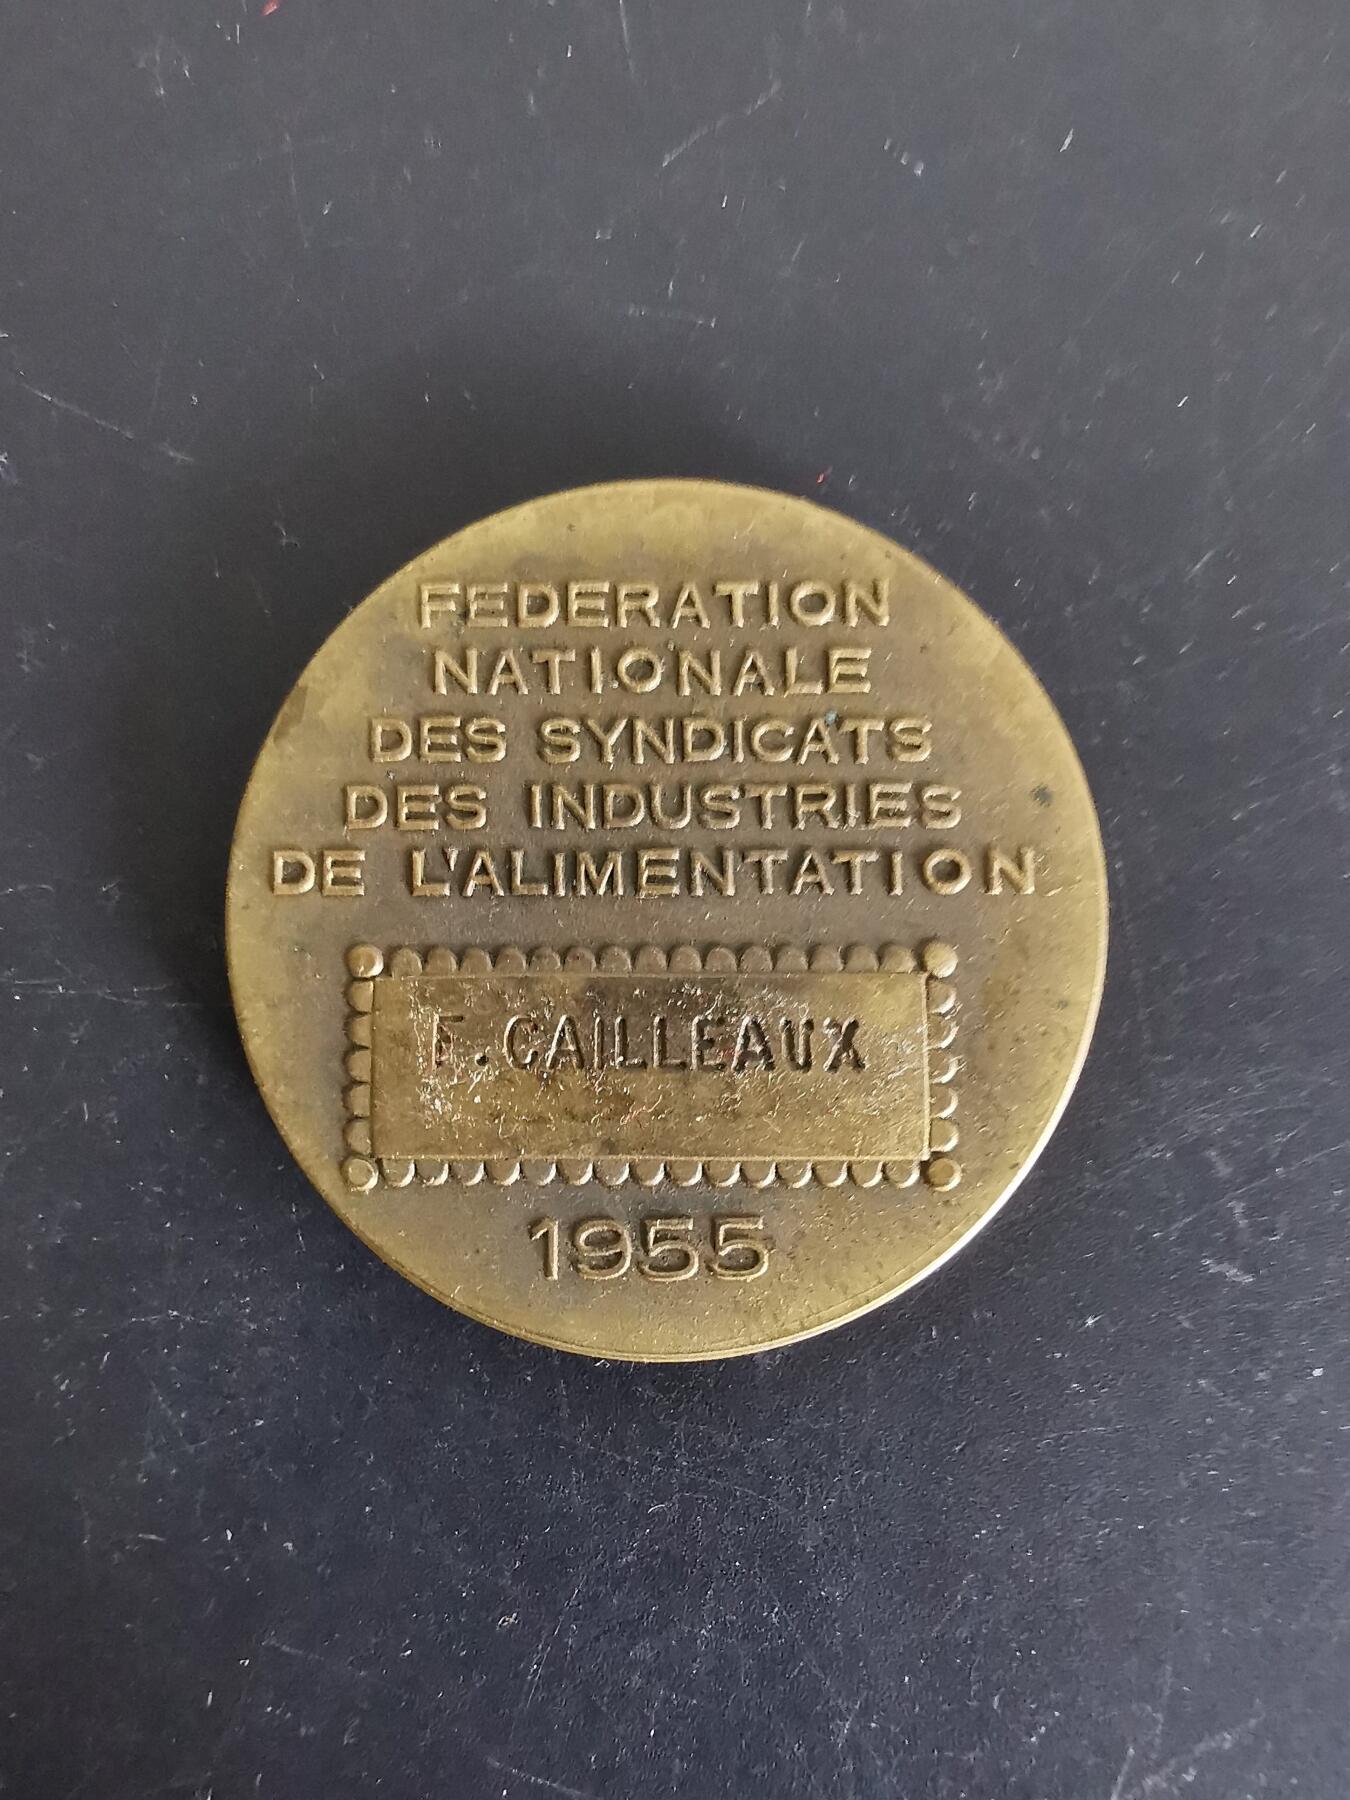 FEDERATION
NATIONALE
DES SYNDICATS
DES INDUSTRIES
DE L'ALIMENTATION
F. CAILLEAUX
1955